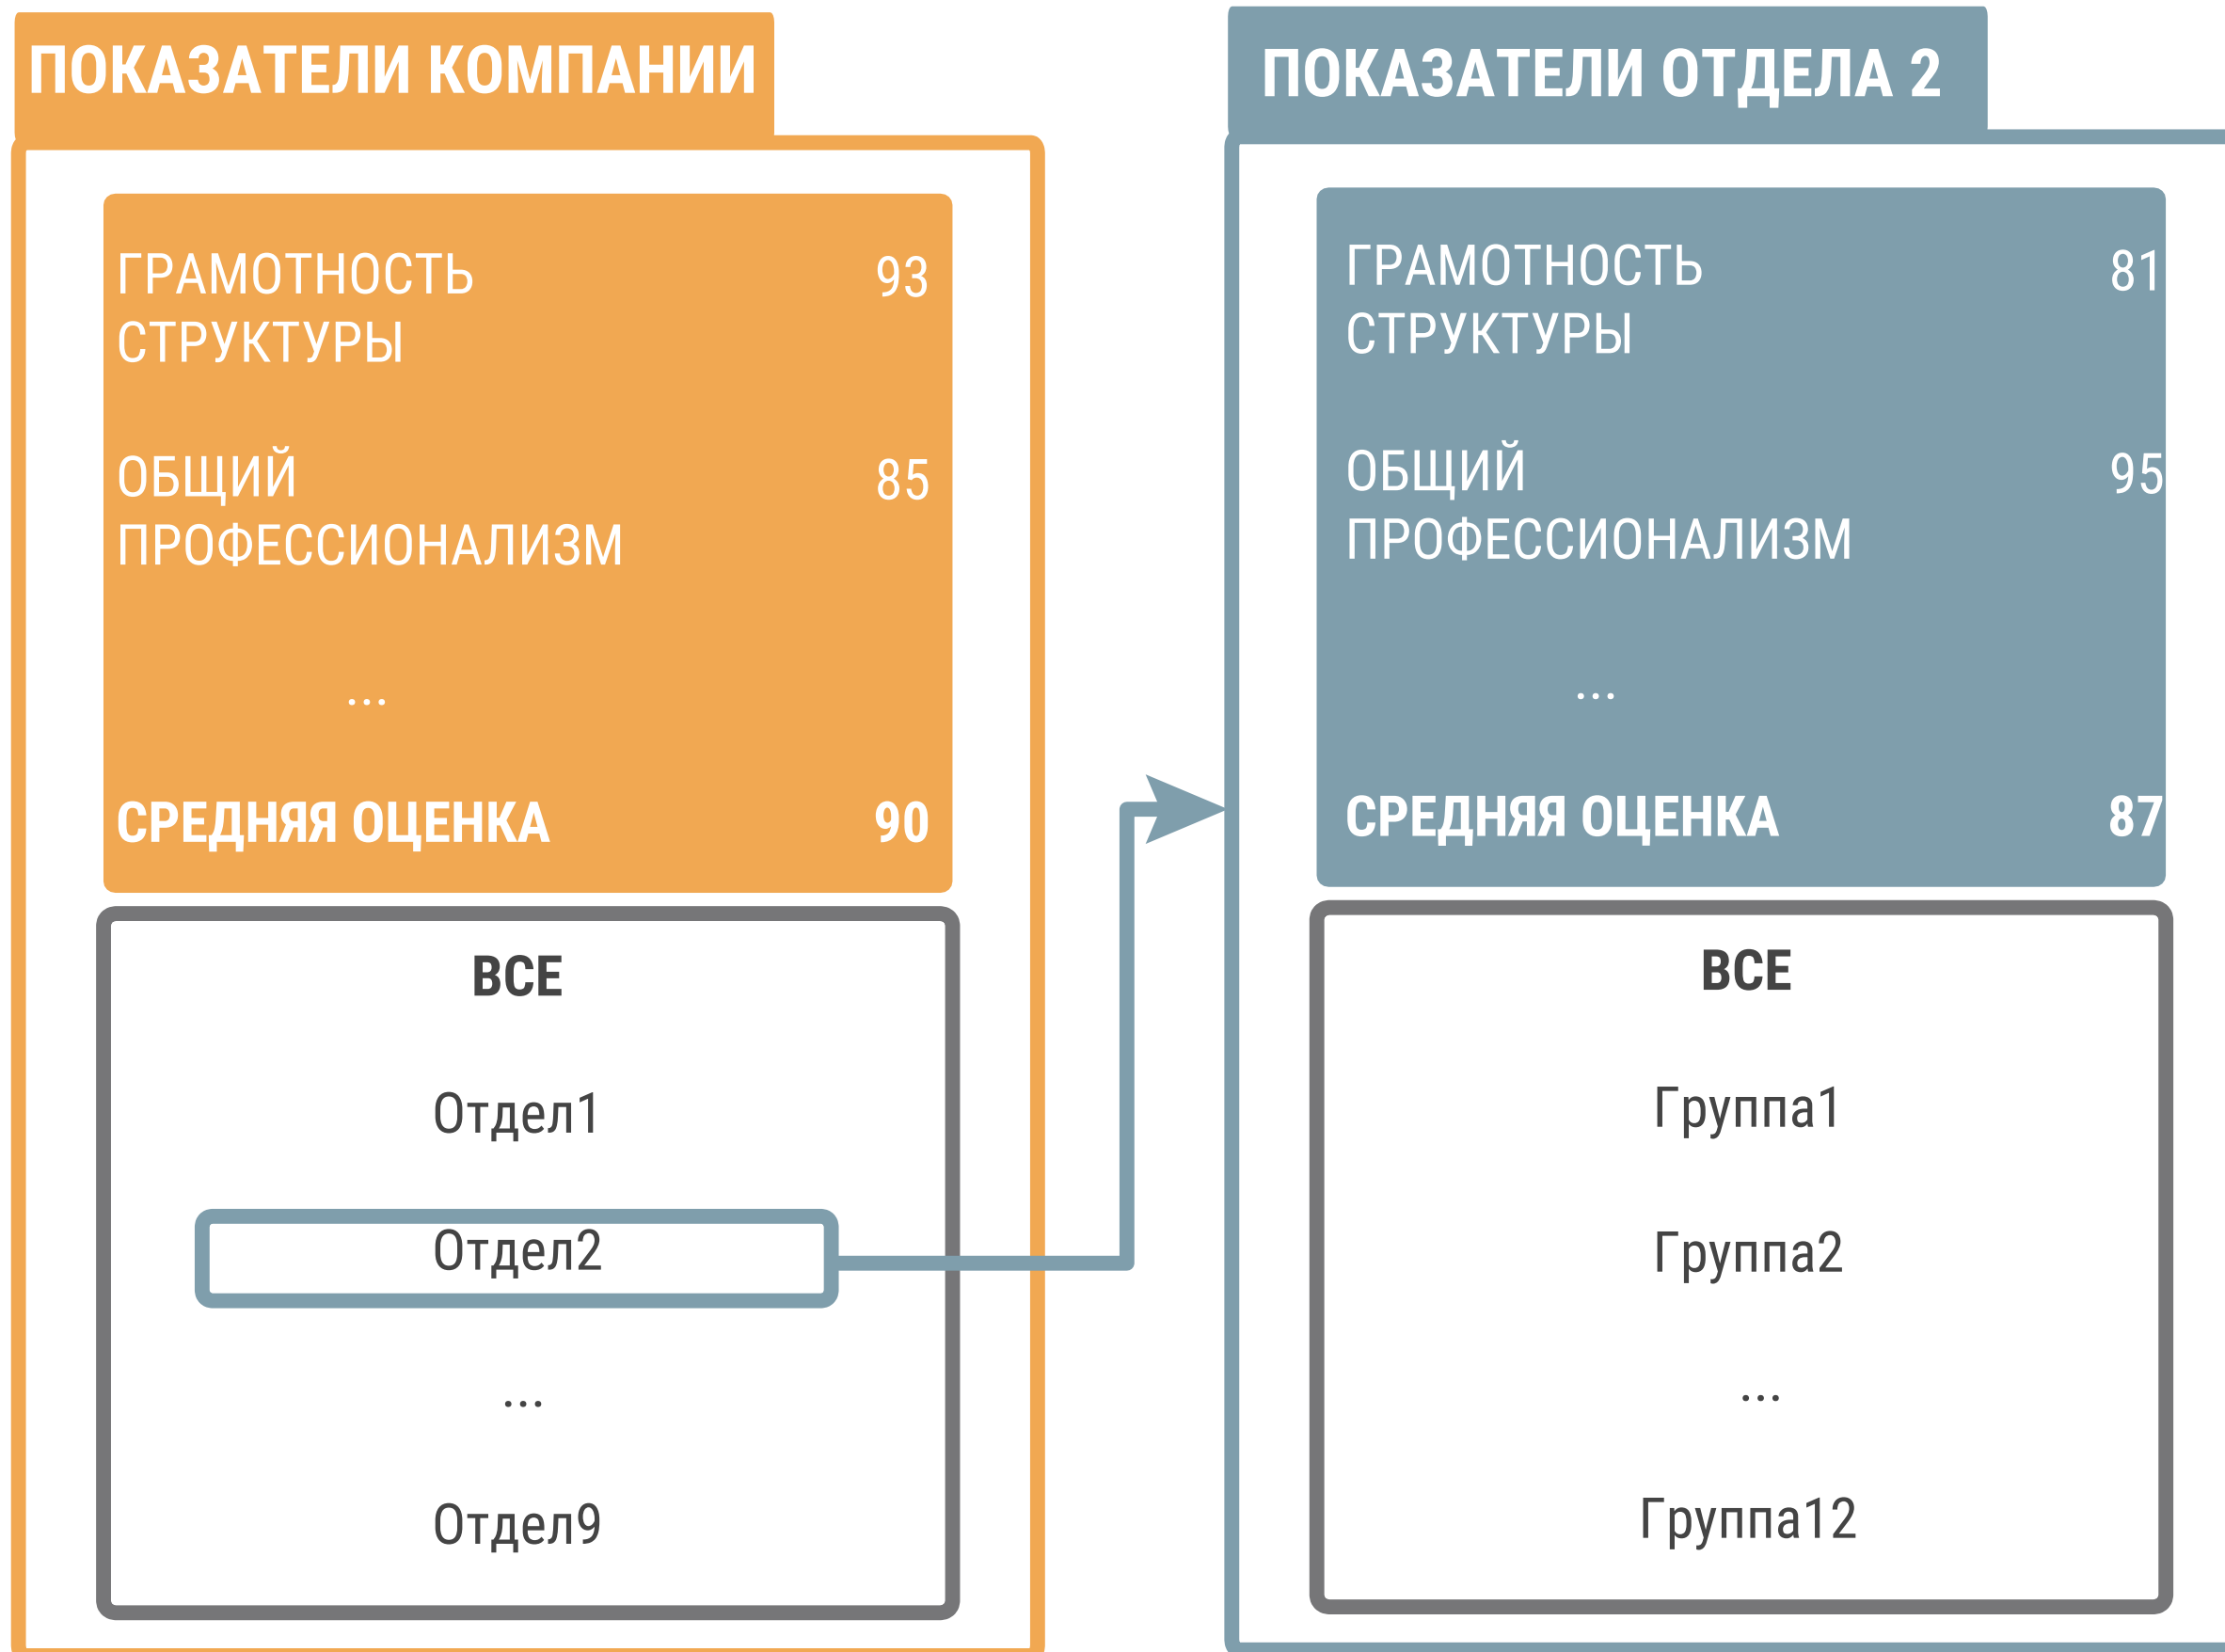 ПОКАЗАТЕЛИ КОМПАНИИ
ГРАМОТНОСТЬ 93
СТРУКТУРЫ
ОБЩИЙ 85
ПРОФЕССИОНАЛИЗМ
...
СРЕДНЯЯ ОЦЕНКА 90
ВСЕ
Отдел1
Отдел2
...
Отдел9
ПОКАЗАТЕЛИ ОТДЕЛА 2
ГРАМОТНОСТЬ 81
СТРУКТУРЫ
ОБЩИЙ 95
ПРОФЕССИОНАЛИЗМ
...
СРЕДНЯЯ ОЦЕНКА 87
ВСЕ
Группа1
Группа2
...
Группа12